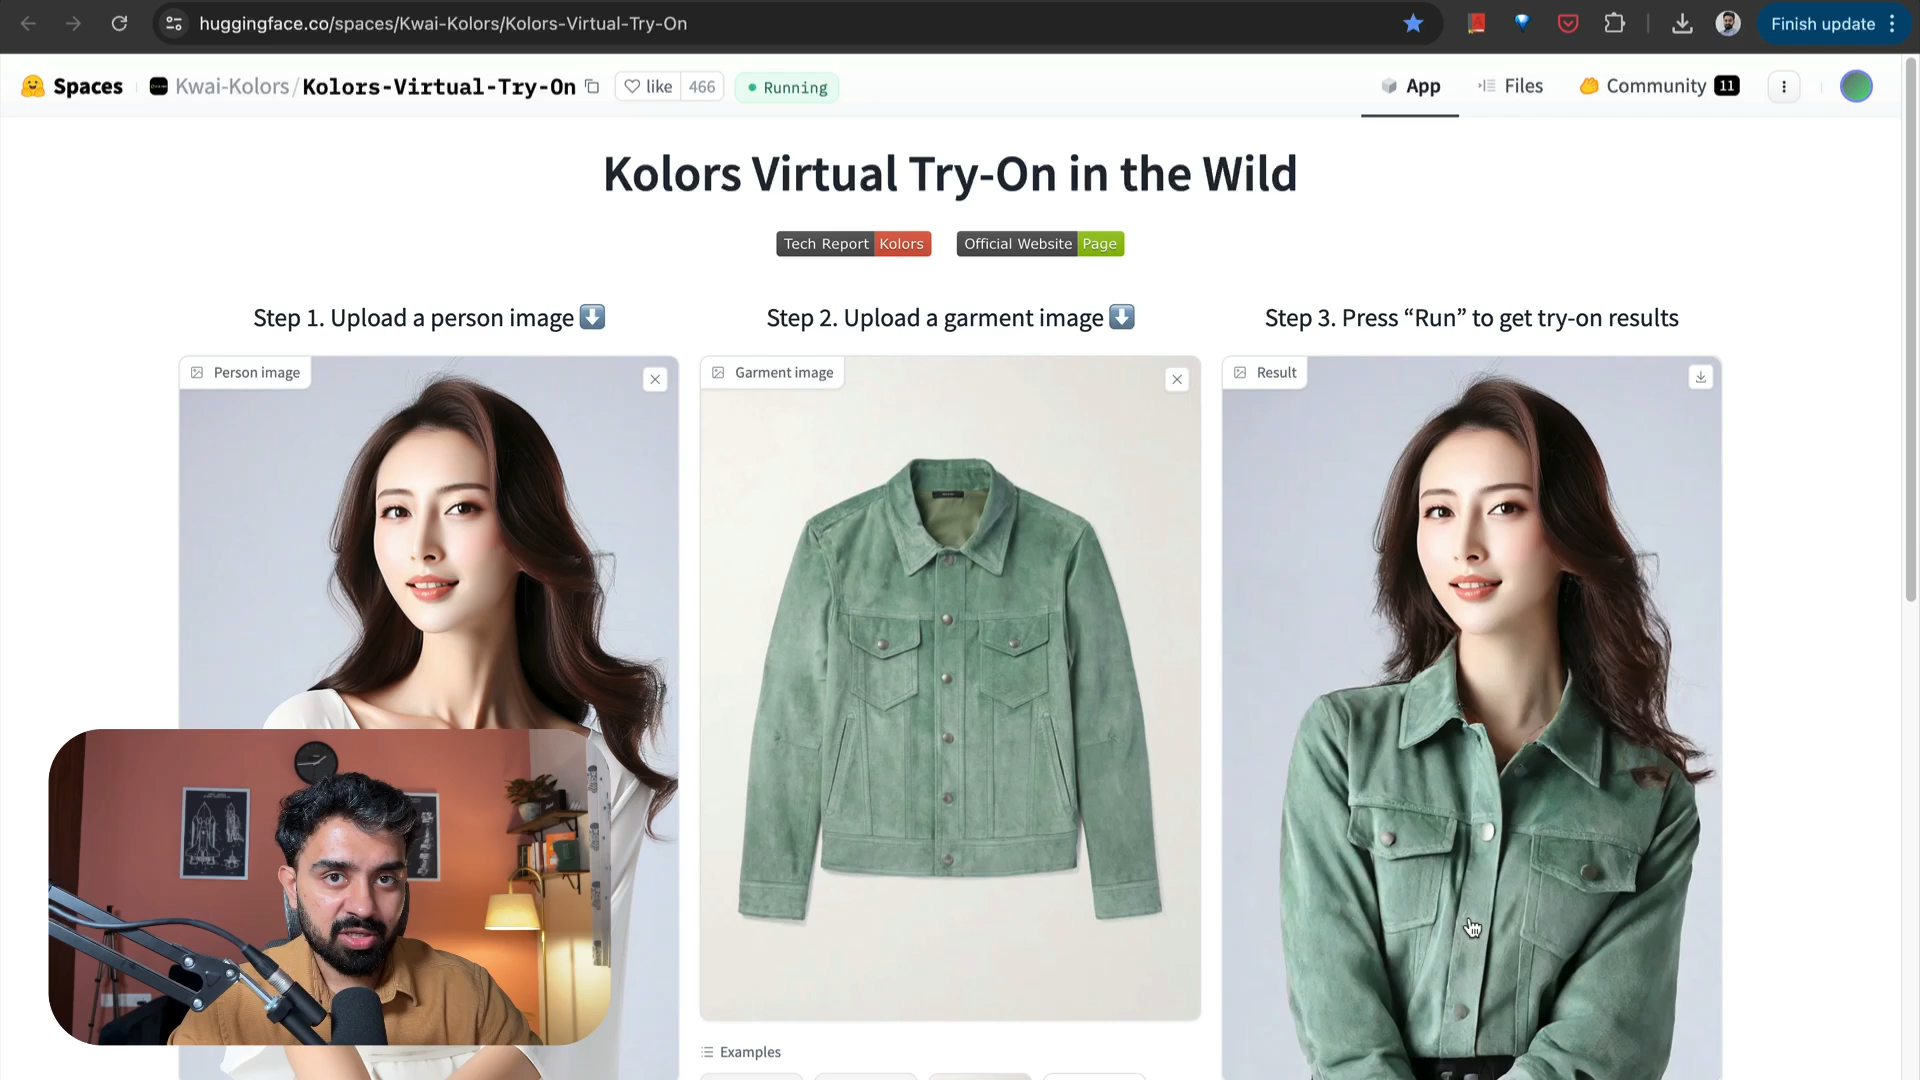 huggingface.co/spaces/Kwai-Kolors/Kolors-Virtual-Try-On
Finish update
Spaces
Kwai-Kolors/Kolors-Virtual-Try-On
like 466
Running
App
Files
Community 11
Kolors Virtual Try-On in the Wild
Tech Report Kolors
Official Website Page
Step 1. Upload a person image
Step 2. Upload a garment image
Step 3. Press “Run” to get try-on results
Person image
Garment image
Result
Examples